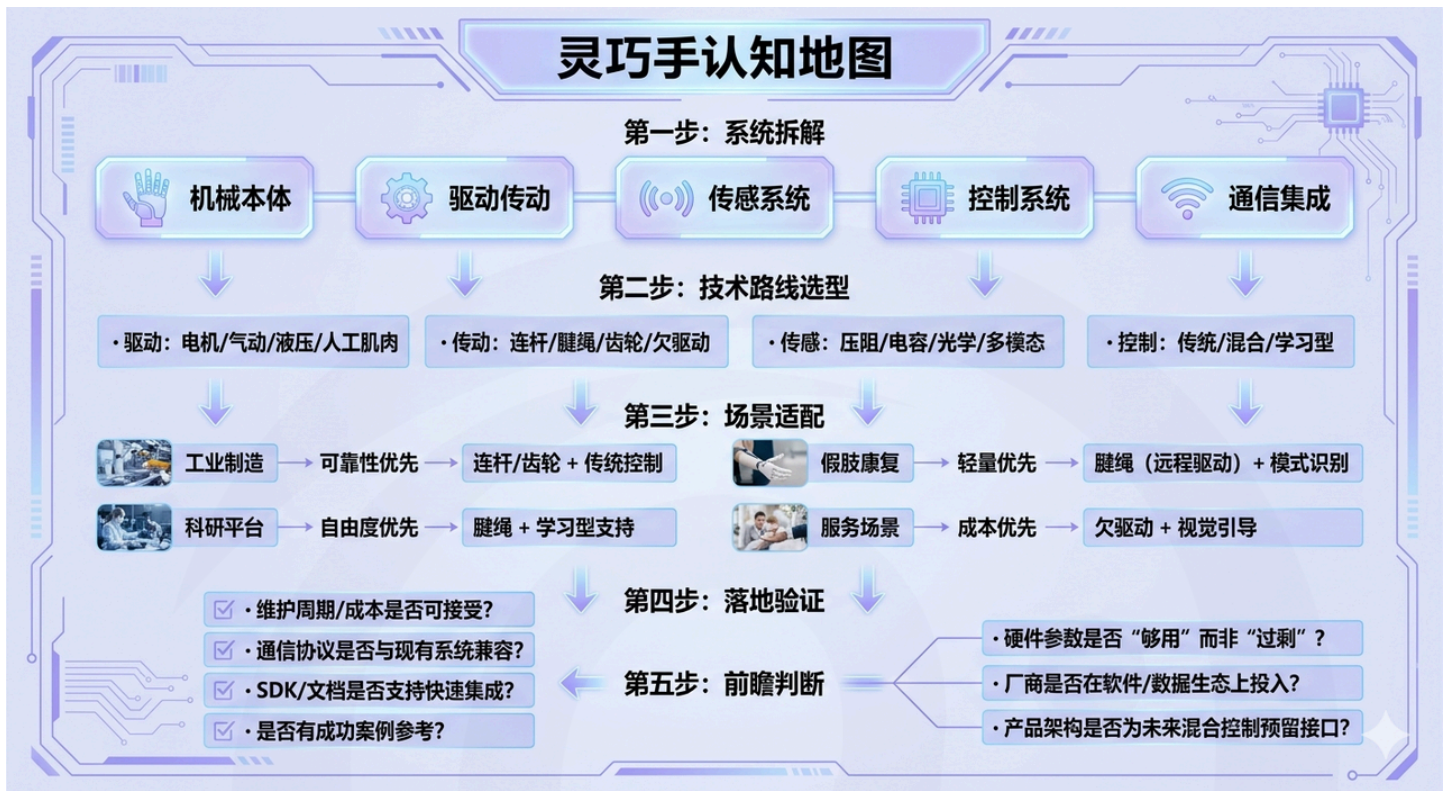 灵巧手认知地图
第一步：系统拆解
机械本体
驱动传动
传感系统
控制系统
通信集成
第二步：技术路线选型
·驱动：电机/气动/液压/人工肌肉
·传动：连杆/腱绳/齿轮/欠驱动
·传感：压阻/电容/光学/多模态
·控制：传统/混合/学习型
第三步：场景适配
工业制造
可靠性优先
连杆/齿轮 + 传统控制
假肢康复
轻量优先
腱绳（远程驱动）+ 模式识别
科研平台
自由度优先
腱绳 + 学习型支持
服务场景
成本优先
欠驱动 + 视觉引导
第四步：落地验证
·维护周期/成本是否可接受?
·通信协议是否与现有系统兼容?
·SDK/文档是否支持快速集成?
·是否有成功案例参考?
第五步：前瞻判断
·硬件参数是否“够用”而非“过剩”?
·厂商是否在软件/数据生态上投入?
·产品架构是否为未来混合控制预留接口?